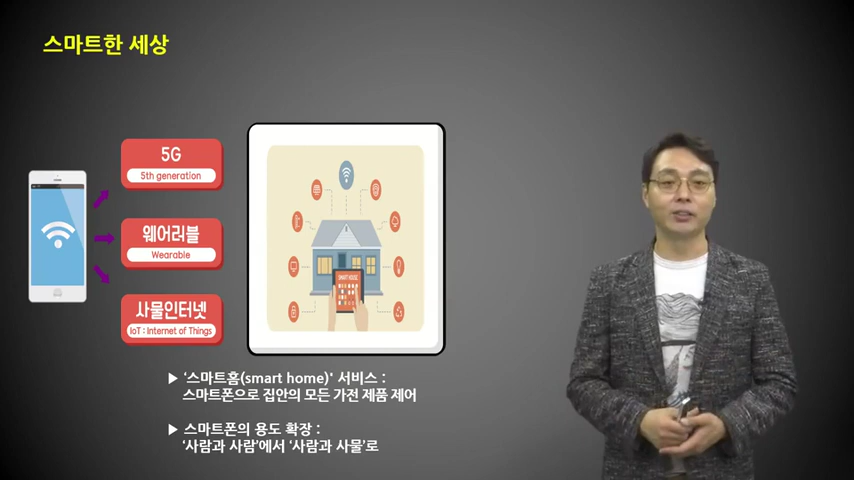 스마트한 세상
5G
5th generation
웨어러블
Wearable
사물인터넷
IoT : Internet of Things
SMART HOUSE
▶ '스마트홈(smart home)' 서비스 :
스마트폰으로 집안의 모든 가전 제품 제어
▶ 스마트폰의 용도 확장 :
'사람과 사람'에서 '사람과 사물'로